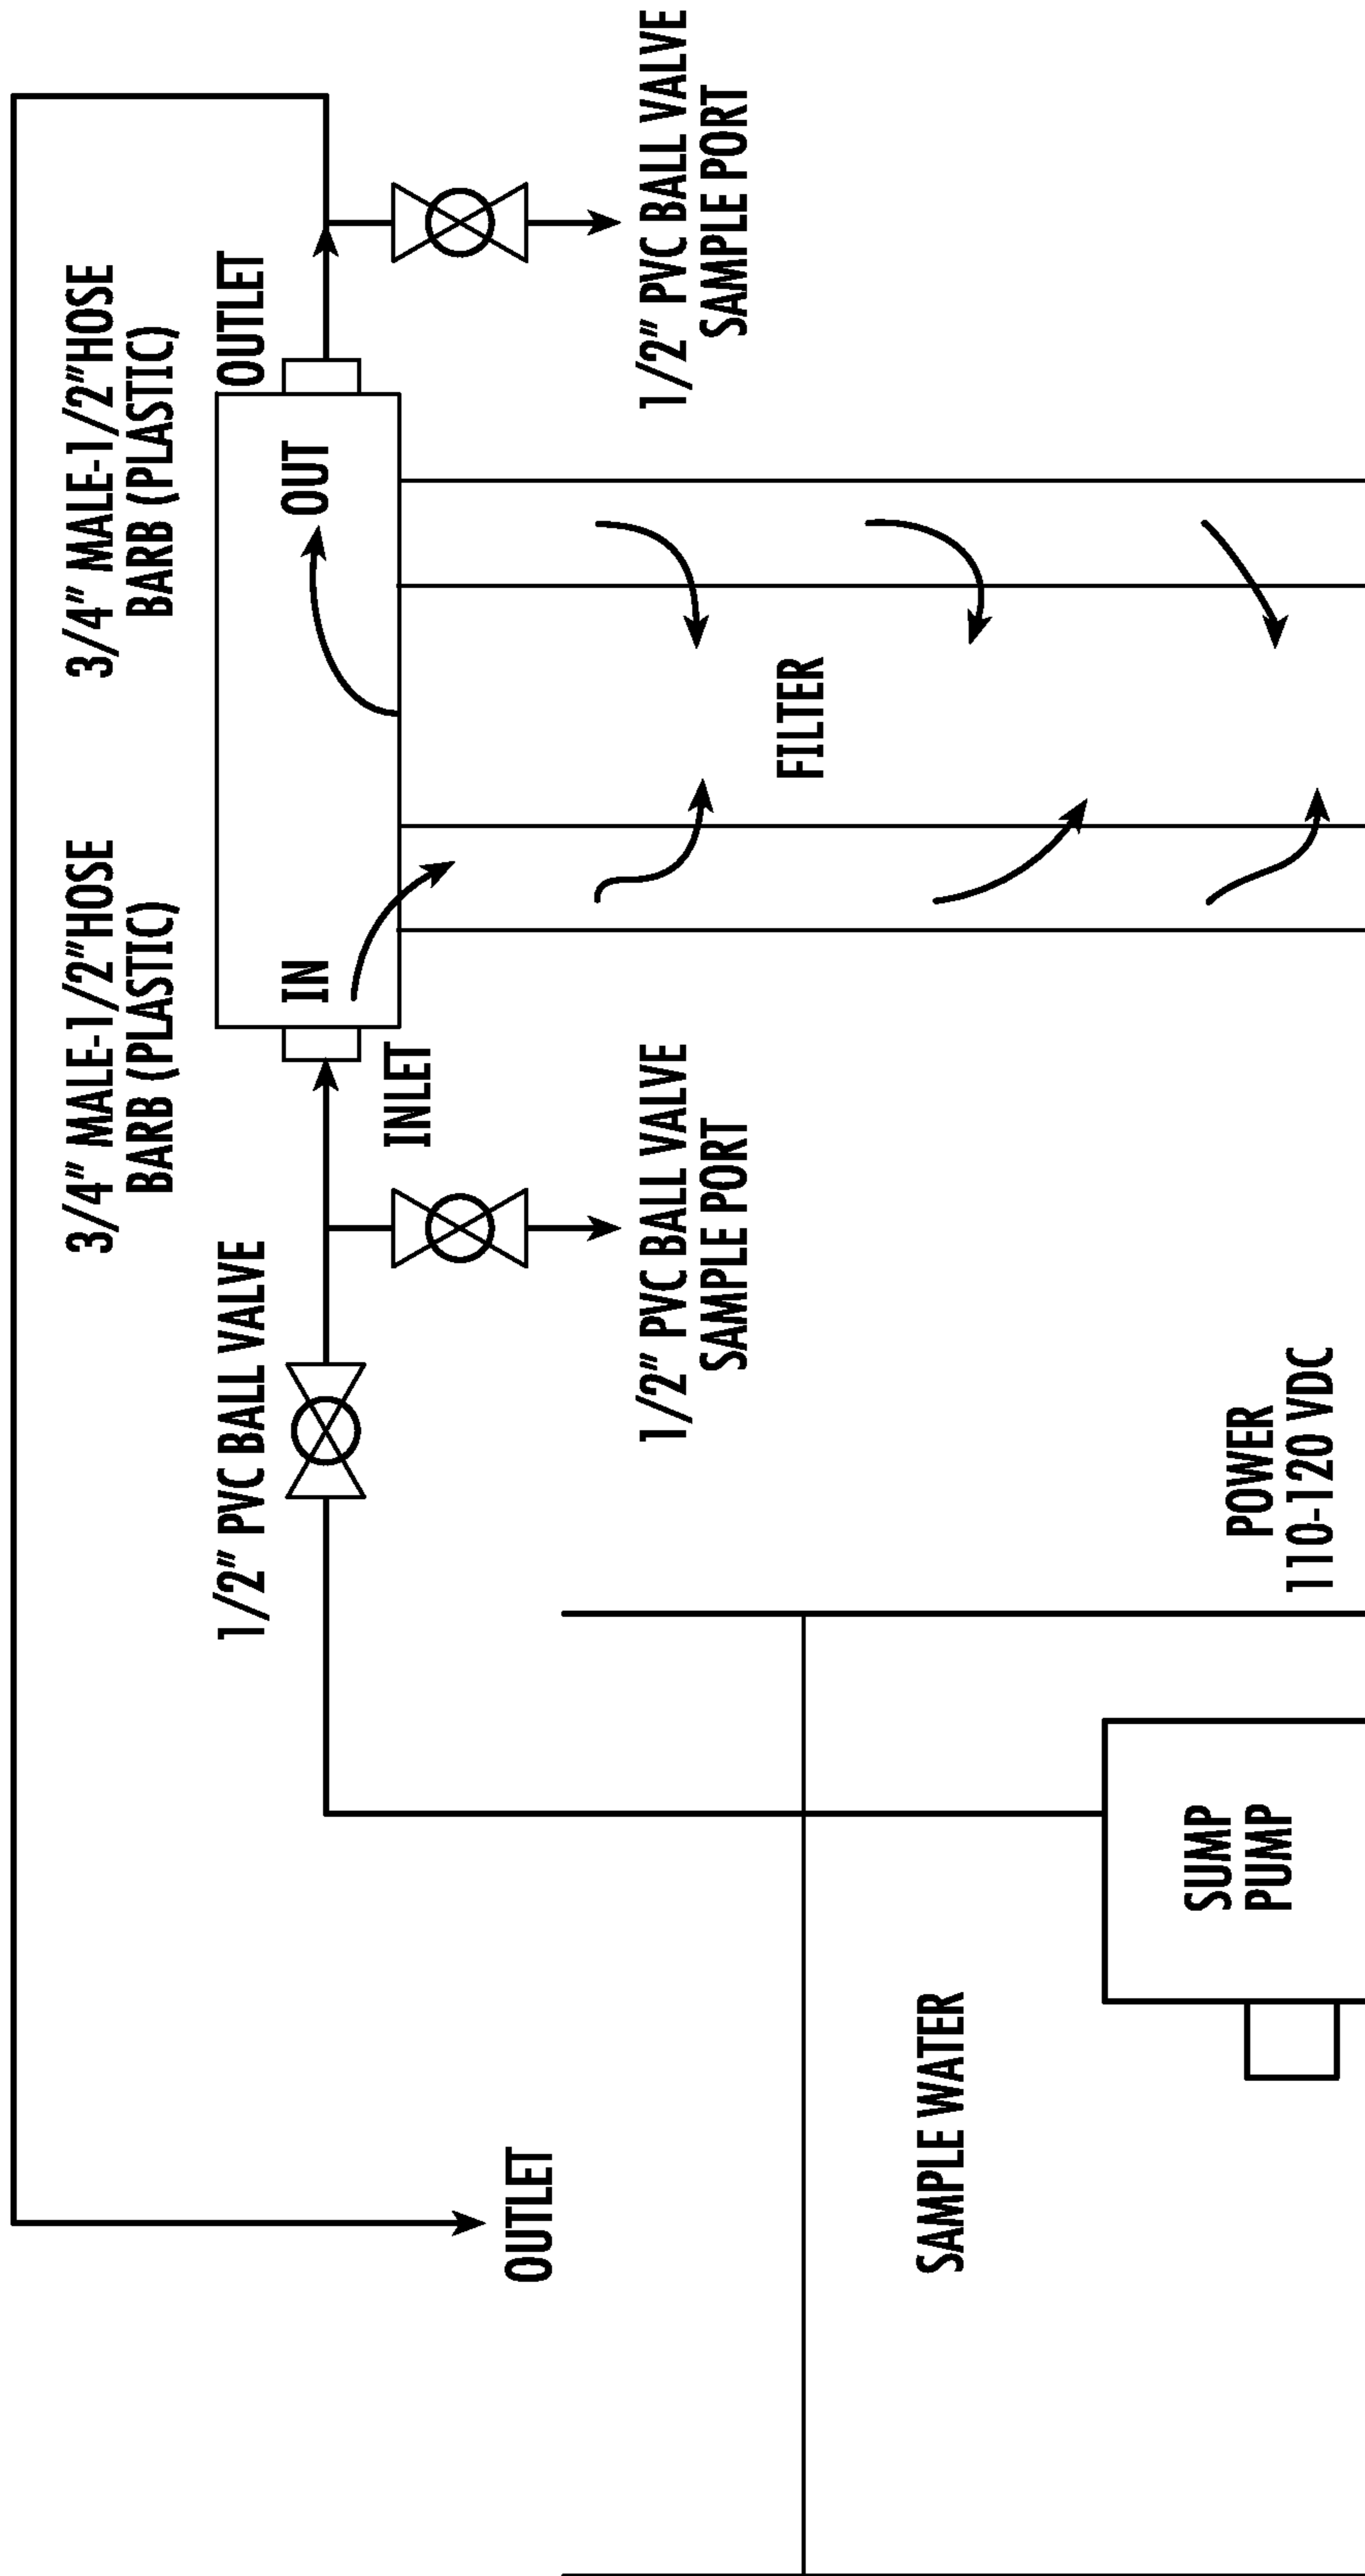 3/4" MALE-1/2"HOSE
BARB (PLASTIC)
3/4" MALE-1/2"HOSE
BARB (PLASTIC)
1/2" PVC BALL VALVE
OUTLET
IN
OUT
INLET
OUTLET
1/2" PVC BALL VALVE
SAMPLE PORT
1/2" PVC BALL VALVE
SAMPLE PORT
FILTER
SAMPLE WATER
SUMP
PUMP
POWER
110-120 VDC